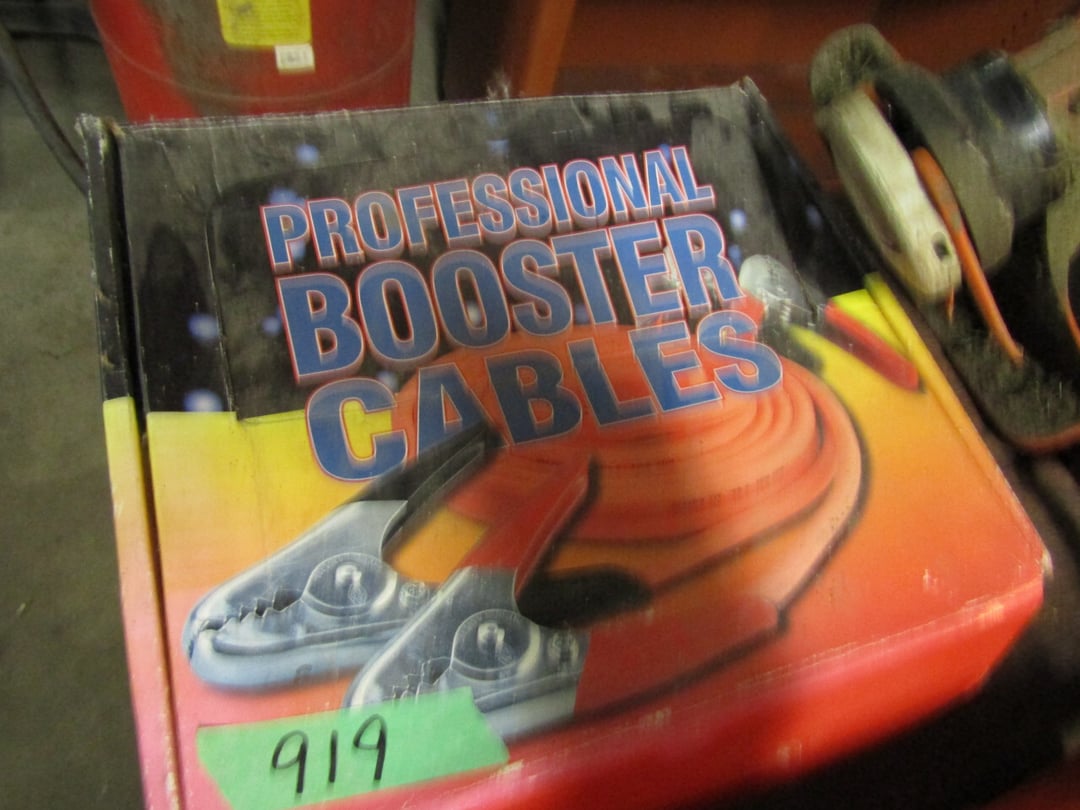 PROFESSIONAL
BOOSTER
CABLES
919